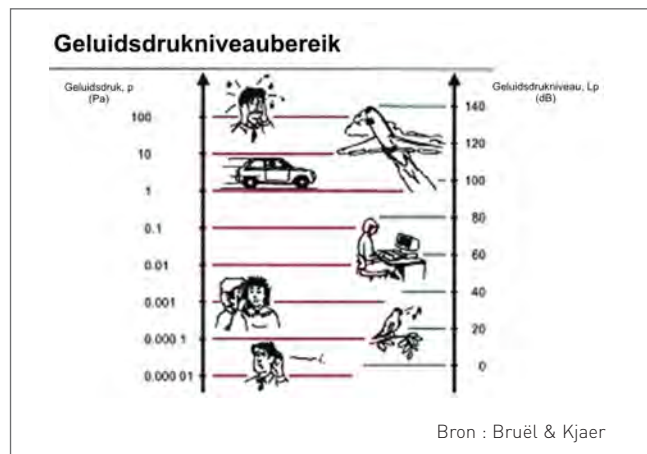 Geluidsdrukniveaubereik
Geluidsdruk, p
(Pa)
Geluidsdrukniveau, Lp
(dB)
100
10
1
0.1
0.01
0.001
0.000 1
0.000 01
140
120
100
80
60
40
20
0
Bron : Bruël & Kjaer